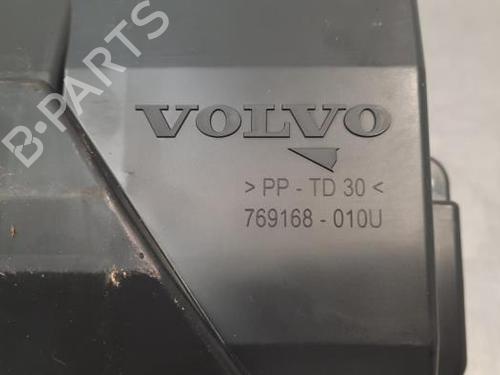 B-PARTS
VOLVO
> PP - TD 30 <
769168 - 010U